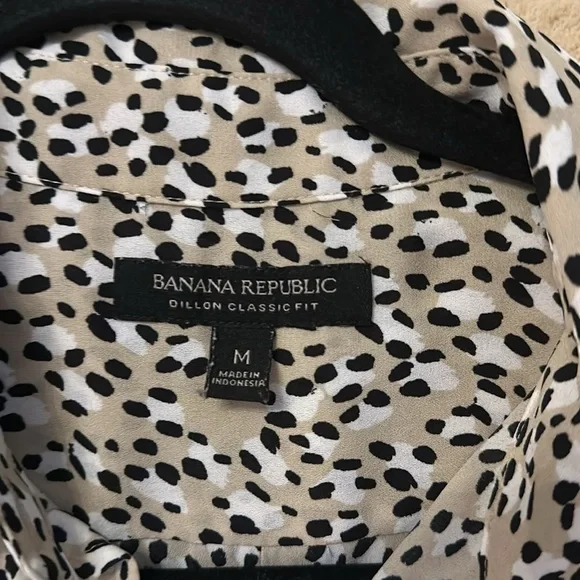 BANANA REPUBLIC
DILLON CLASSIC FIT
M
MADE IN
INDONESIA